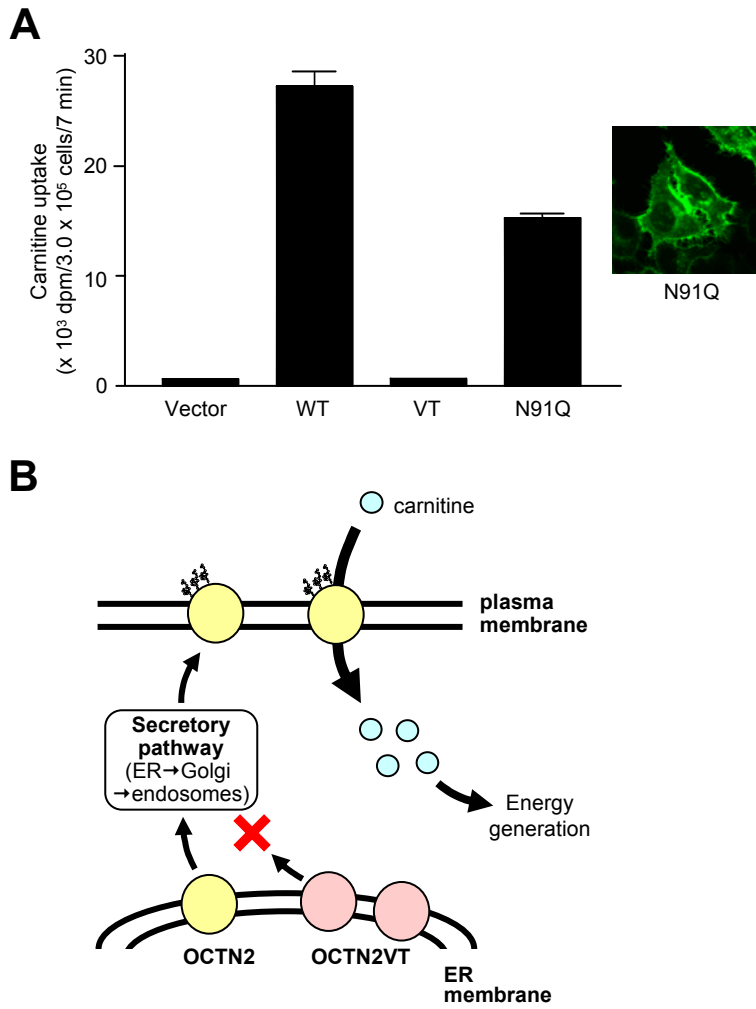 A
Carnitine uptake
(x 10³ dpm/3.0 x 10⁵ cells/7 min)
30
20
10
0
Vector
WT
VT
N91Q
N91Q
B
carnitine
plasma
membrane
Secretory
pathway
(ER→Golgi
→endosomes)
Energy
generation
OCTN2
OCTN2VT
ER
membrane